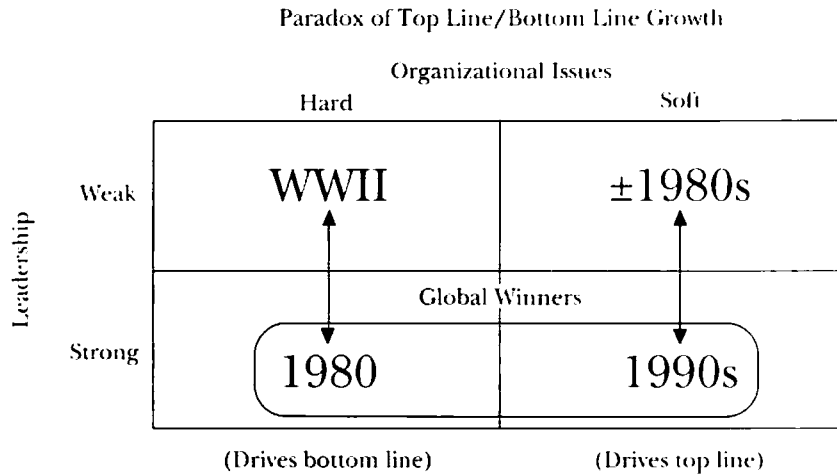 Paradox of Top Line/Bottom Line Growth
Organizational Issues
Hard Soft
Weak WWII ±1980s
Leadership
Global Winners
Strong 1980 1990s
(Drives bottom line) (Drives top line)